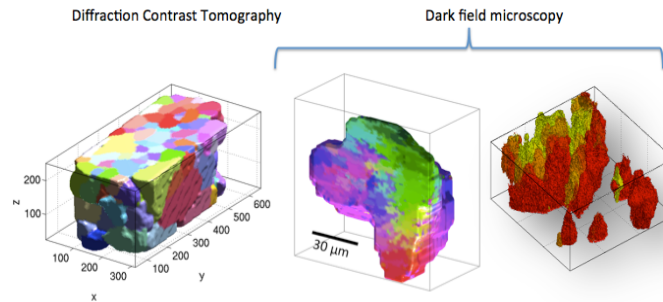 Diffraction Contrast Tomography
Dark field microscopy
200
100
z
100
200
300
x
100
200
300
400
500
600
y
30 μm